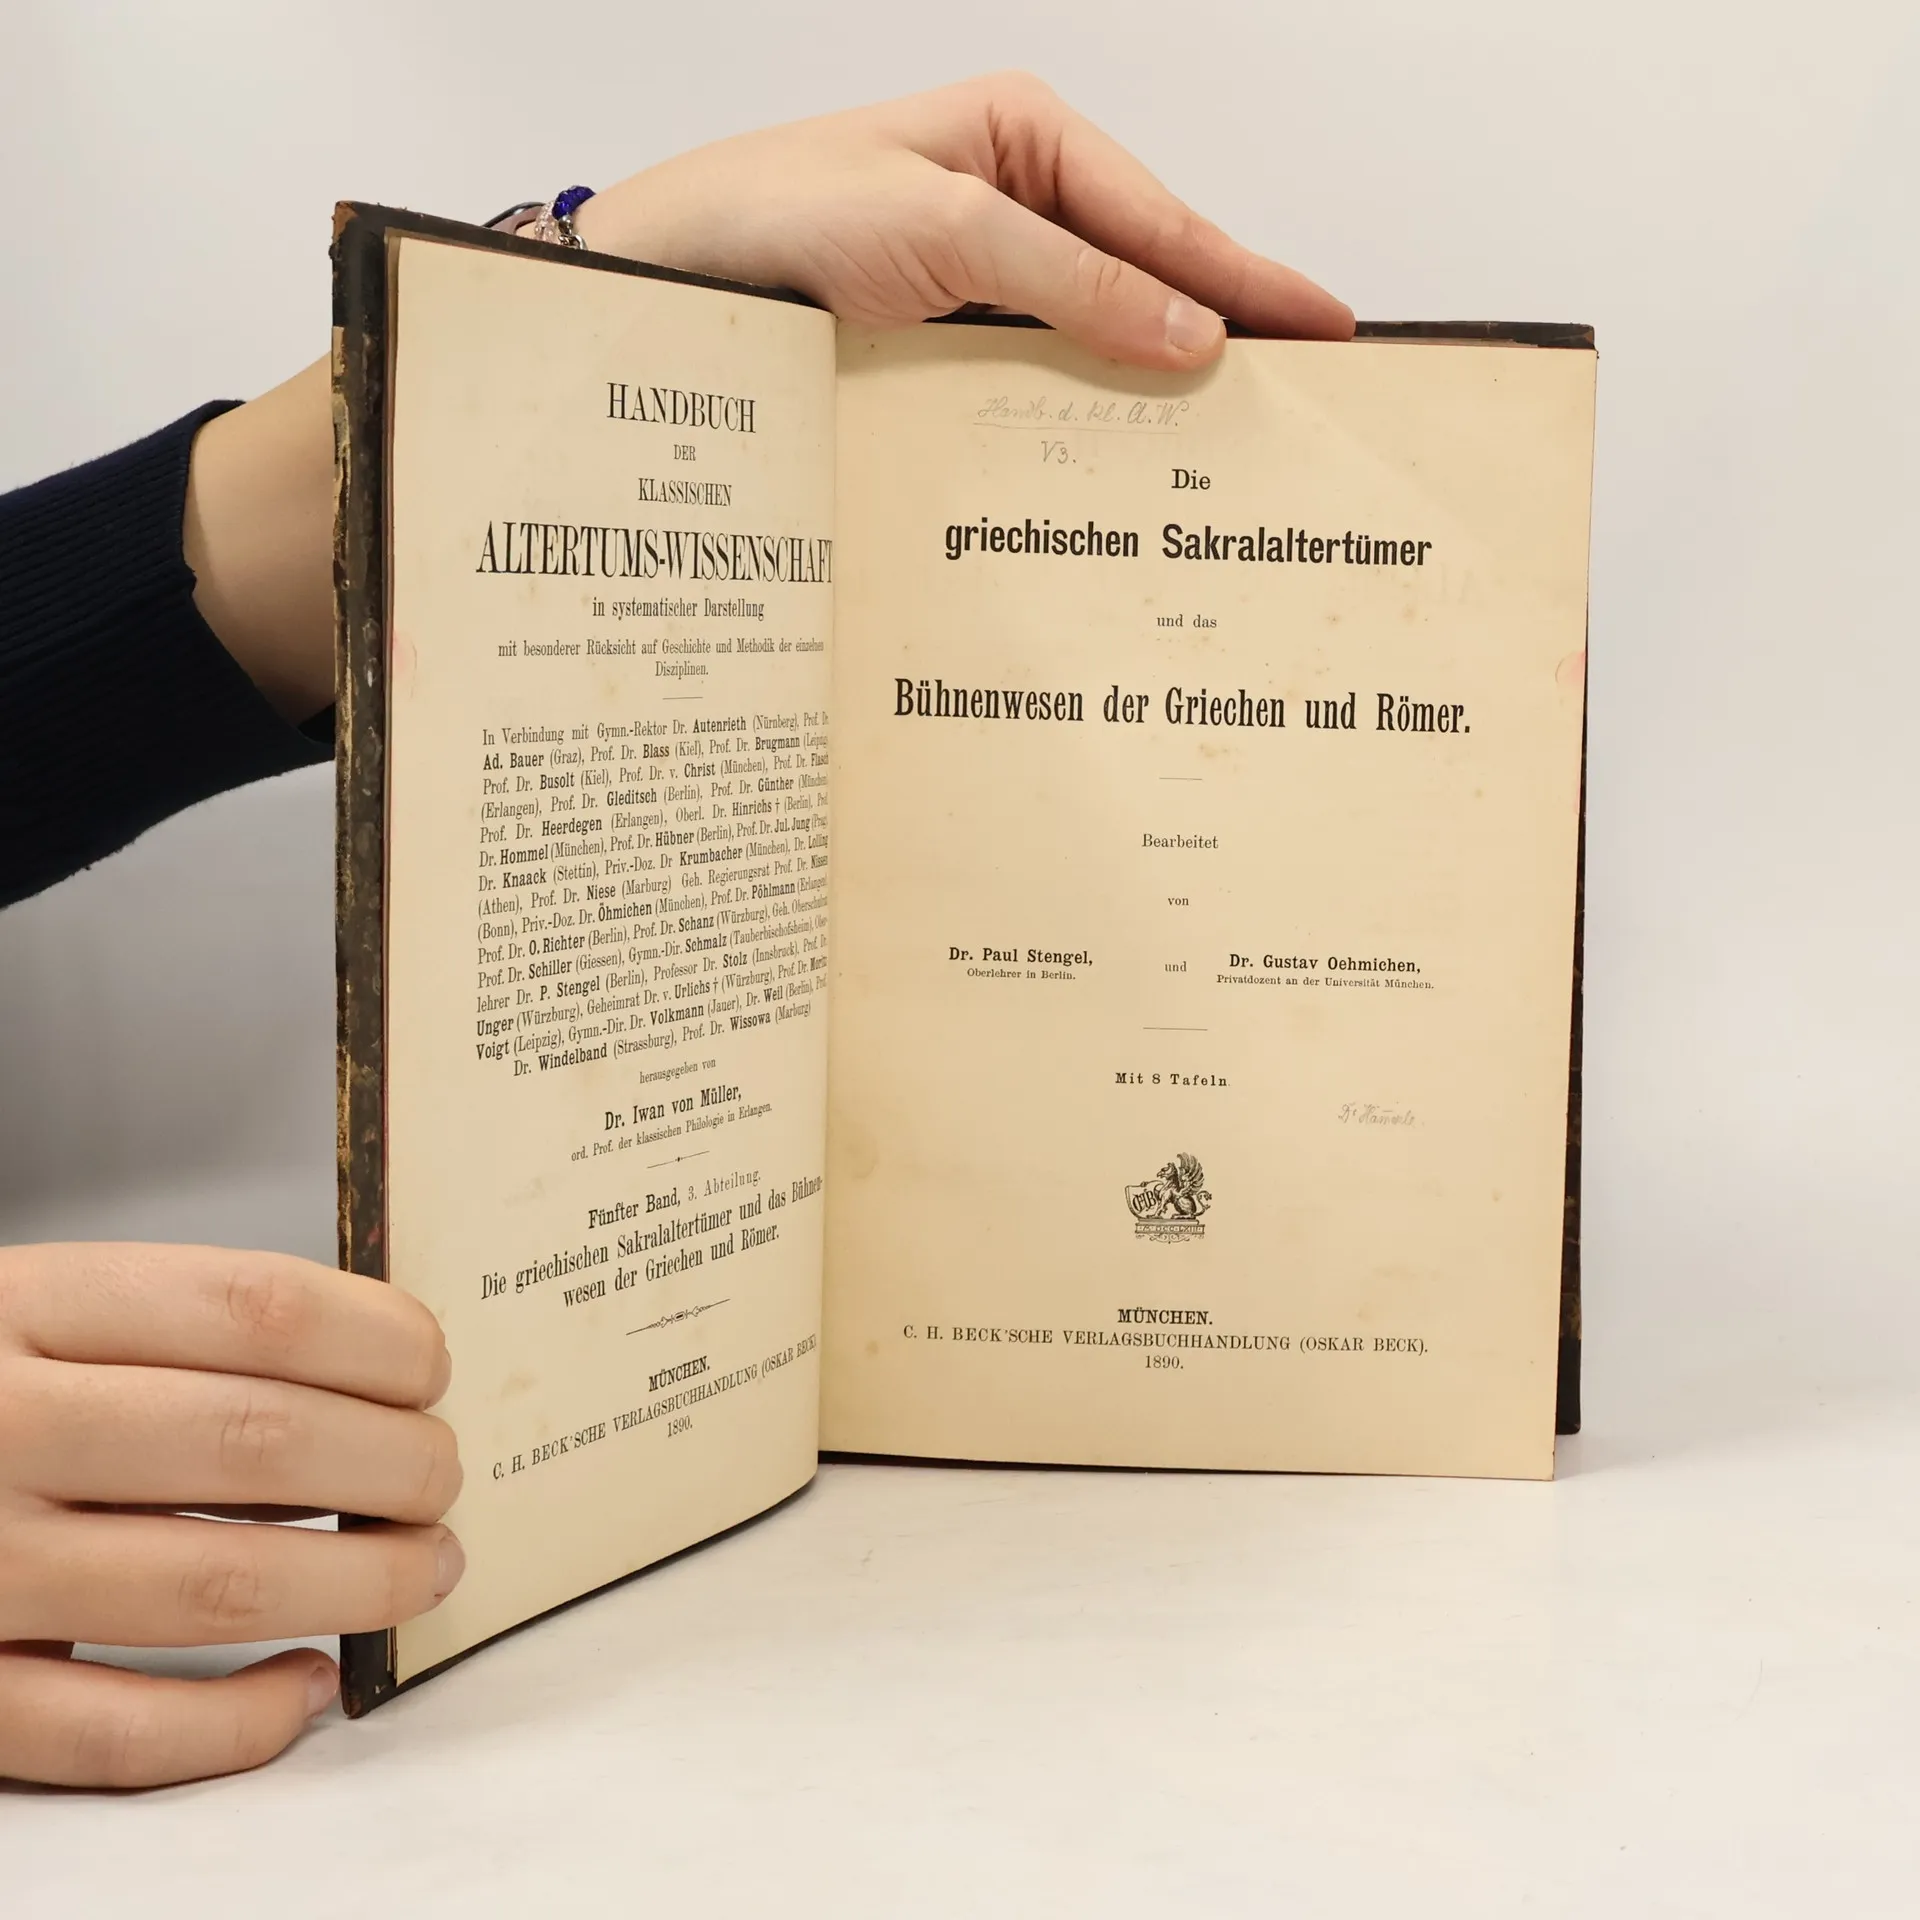 HANDBUCH
DER
KLASSISCHEN
ALTERTUMS-WISSENSCHAFT
in systematischer Darstellung
mit besonderer Rücksicht auf Geschichte und Methodik der einzelnen
Disziplinen.
In Verbindung mit Gymn.-Rektor Dr. Autenrieth (Nürnberg), Prof. Dr.
Ad. Bauer (Graz), Prof. Dr. Blass (Kiel), Prof. Dr. Brugmann (Leipzig)
Prof. Dr. Busolt (Kiel), Prof. Dr. v. Christ (München), Prof. Dr. Flasch
(Erlangen), Prof. Dr. Gleditsch (Berlin), Prof. Dr. Günther (München)
Prof. Dr. Heerdegen (Erlangen), Oberl. Dr. Hinrichs † (Berlin), Prof.
Dr. Hommel (München), Prof. Dr. Hübner (Berlin), Prof. Dr. Jul. Jung (Prag)
Dr. Knaack (Stettin), Priv.-Doz. Dr Krumbacher (München), Dr. Lolling
(Athen), Prof. Dr. Niese (Marburg) Geh. Regierungsrat Prof. Dr. Nissen
(Bonn), Priv.-Doz. Dr. Öhmichen (München), Prof. Dr. Pöhlmann (Erlangen)
Prof. Dr. O. Richter (Berlin), Prof. Dr. Schanz (Würzburg), Geh. Oberschulrat
Prof. Dr. Schiller (Giessen), Gymn.-Dir. Schmalz (Tauberbischofsheim), Ober-
lehrer Dr. P. Stengel (Berlin), Professor Dr. Stolz (Innsbruck), Prof. Dr.
Unger (Würzburg), Geheimrat Dr. v. Urlichs † (Würzburg), Prof. Dr. Moritz
Voigt (Leipzig), Gymn.-Dir. Dr. Volkmann (Jauer), Dr. Weil (Berlin), Prof.
Dr. Windelband (Strassburg), Prof. Dr. Wissowa (Marburg)
herausgegeben von
Dr. Iwan von Müller,
ord. Prof. der klassischen Philologie in Erlangen.
Fünfter Band, 3. Abteilung.
Die griechischen Sakralaltertümer und das Bühnen-
wesen der Griechen und Römer.
MÜNCHEN.
C. H. BECK'SCHE VERLAGSBUCHHANDLUNG (OSKAR BECK).
1890.
Handb. d. kl. A.W.
V3.
Die
griechischen Sakralaltertümer
und das
Bühnenwesen der Griechen und Römer.
Bearbeitet
von
Dr. Paul Stengel, und Dr. Gustav Oehmichen,
Oberlehrer in Berlin. Privatdozent an der Universität München.
Mit 8 Tafeln.
CHB
MDCCLXIII
MÜNCHEN.
C. H. BECK'SCHE VERLAGSBUCHHANDLUNG (OSKAR BECK).
1890.